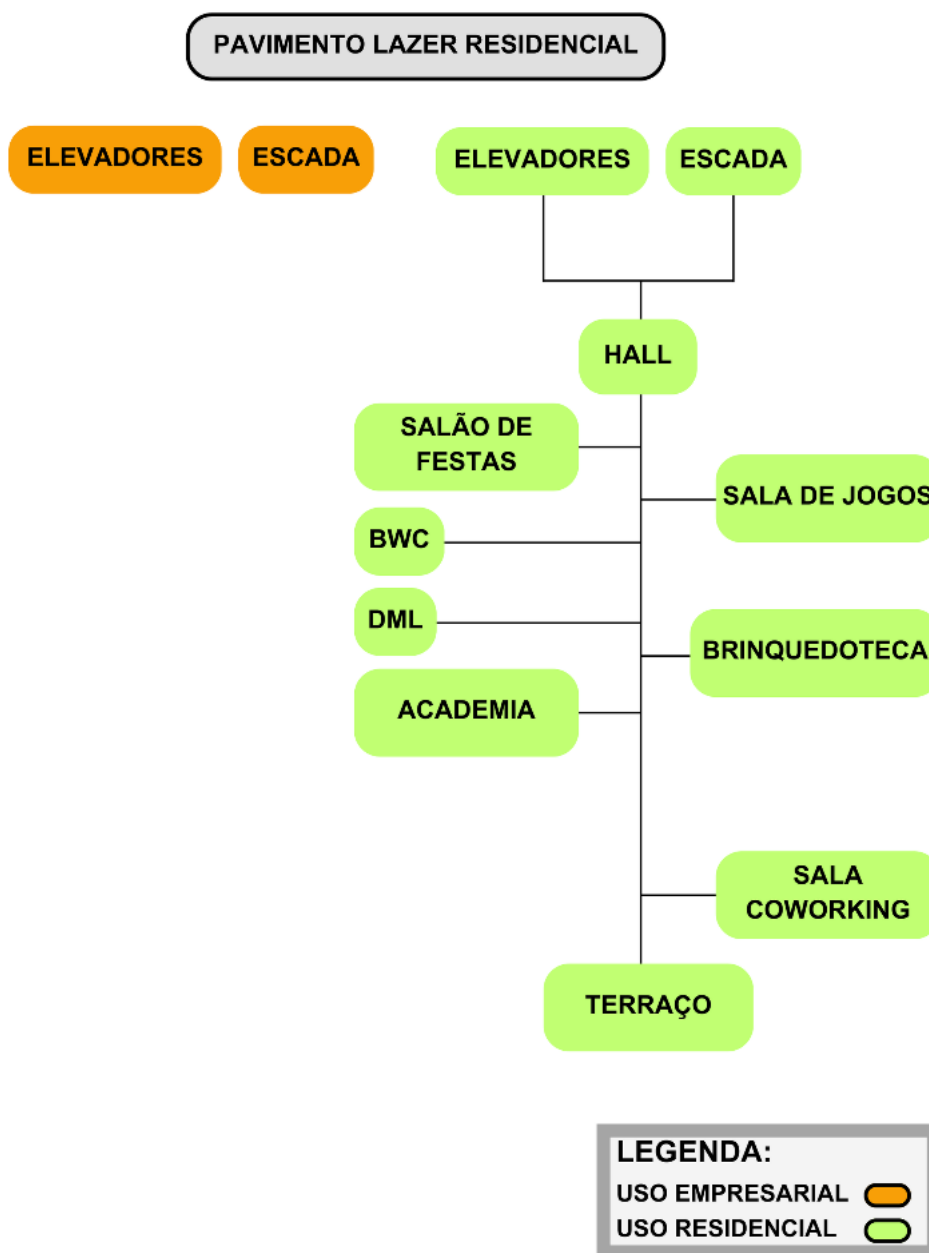 PAVIMENTO LAZER RESIDENCIAL
ELEVADORES
ESCADA
ELEVADORES
ESCADA
HALL
SALÃO DE
FESTAS
SALA DE JOGOS
BWC
DML
BRINQUEDOTECA
ACADEMIA
SALA
COWORKING
TERRAÇO
LEGENDA:
USO EMPRESARIAL
USO RESIDENCIAL